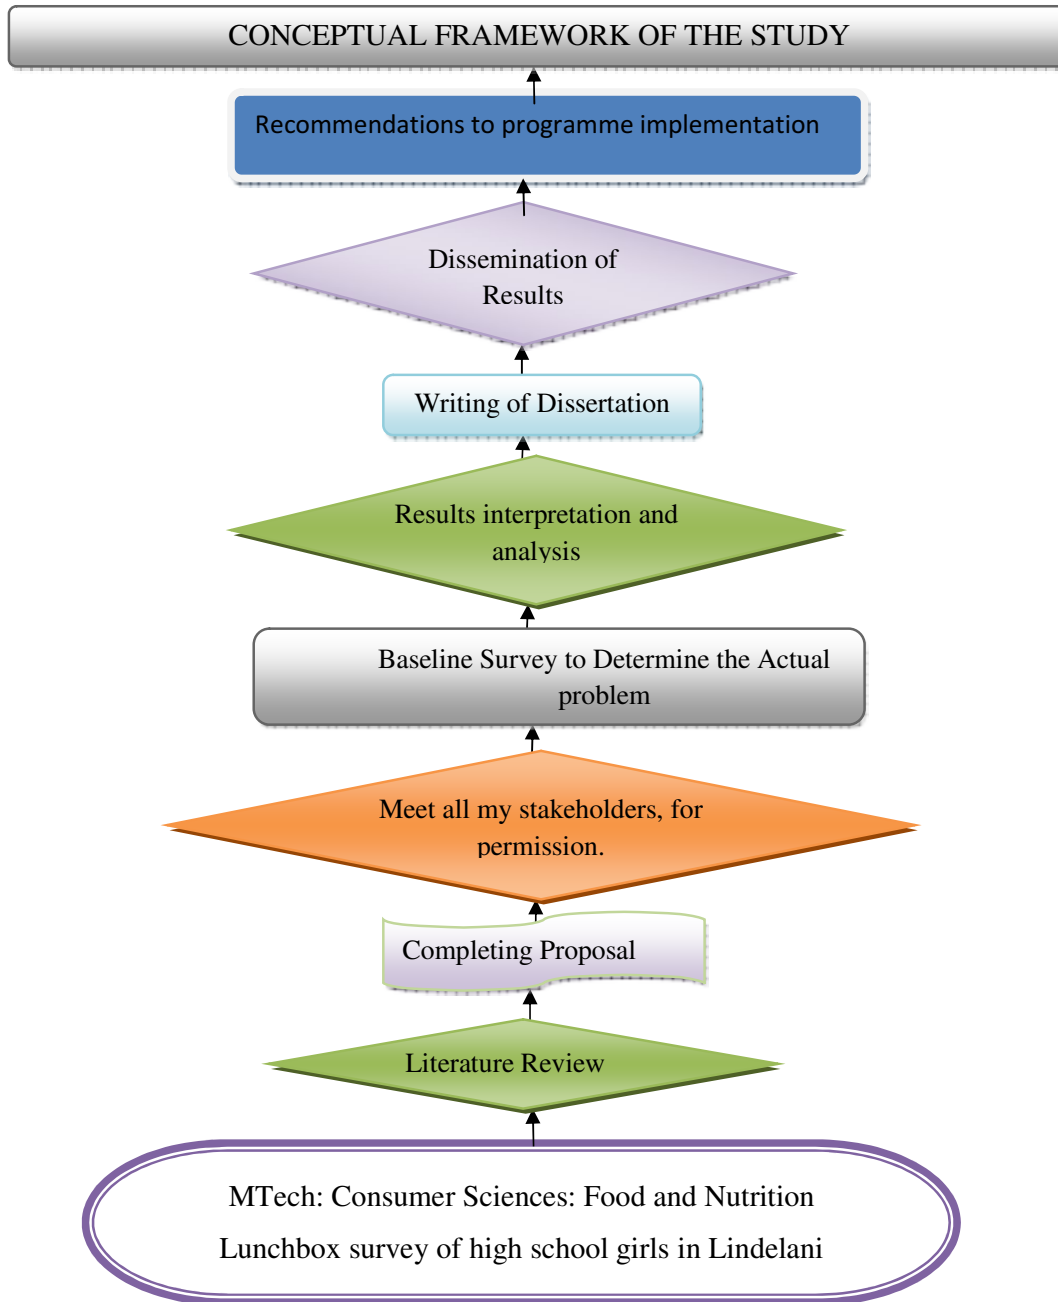 CONCEPTUAL FRAMEWORK OF THE STUDY
Recommendations to programme implementation
Dissemination of
Results
Writing of Dissertation
Results interpretation and
analysis
Baseline Survey to Determine the Actual
problem
Meet all my stakeholders, for
permission.
Completing Proposal
Literature Review
MTech: Consumer Sciences: Food and Nutrition
Lunchbox survey of high school girls in Lindelani